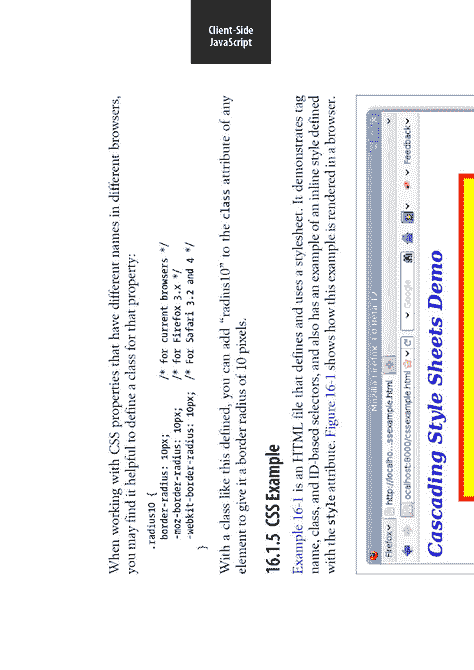 Client-Side
JavaScript
When working with CSS properties that have different names in different browsers,
you may find it helpful to define a class for that property:
.radius10 {
border-radius: 10px; /* for current browsers */
-moz-border-radius: 10px; /* for Firefox 3.x */
-webkit-border-radius: 10px; /* For Safari 3.2 and 4 */
}
With a class like this defined, you can add “radius10” to the class attribute of any
element to give it a border radius of 10 pixels.
16.1.5 CSS Example
Example 16-1 is an HTML file that defines and uses a stylesheet. It demonstrates tag
name, class, and ID-based selectors, and also has an example of an inline style defined
with the style attribute. Figure 16-1 shows how this example is rendered in a browser.
Mozilla Firefox
Firefox
http://localho...ssexample.html
ocalhost:8000/cssexample.html
Google
Feedback
Cascading Style Sheets Demo